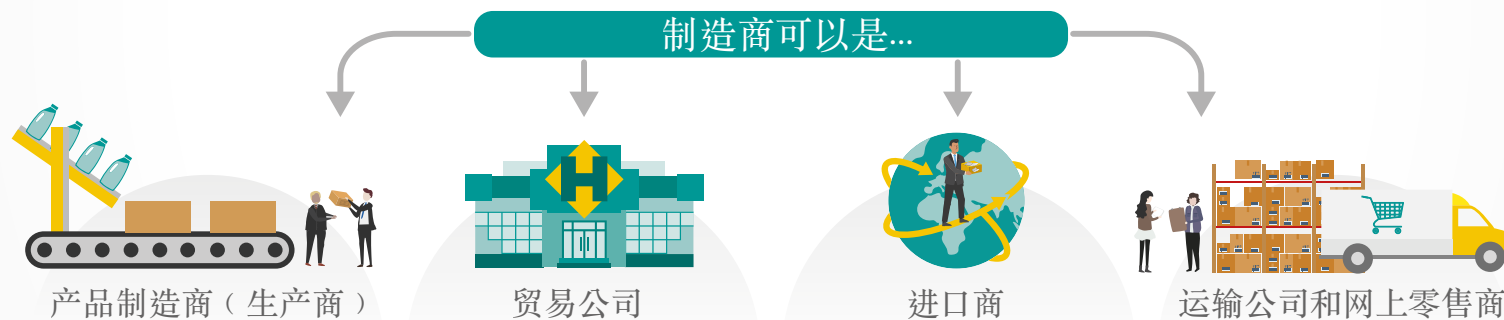 制造商可以是...
H
产品制造商（生产商）
贸易公司
进口商
运输公司和网上零售商